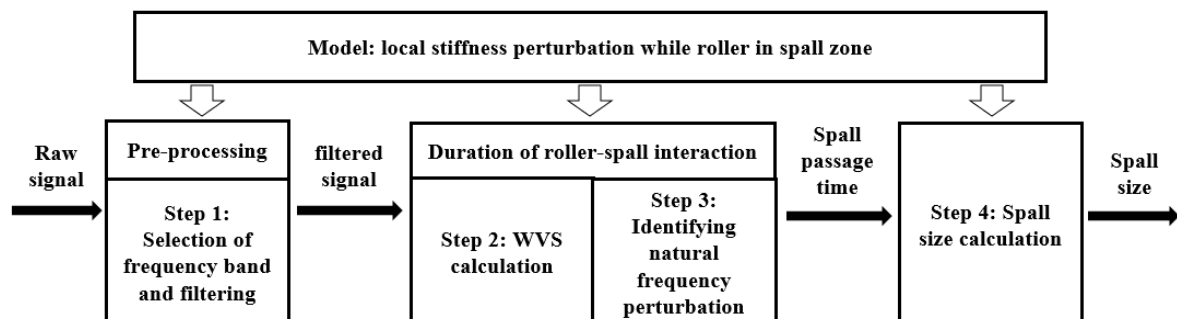 Model: local stiffness perturbation while roller in spall zone
Raw
signal
Pre-processing
Step 1:
Selection of
frequency band
and filtering
filtered
signal
Duration of roller-spall interaction
Step 2: WVS
calculation
Step 3:
Identifying
natural
frequency
perturbation
Spall
passage
time
Step 4: Spall
size calculation
Spall
size